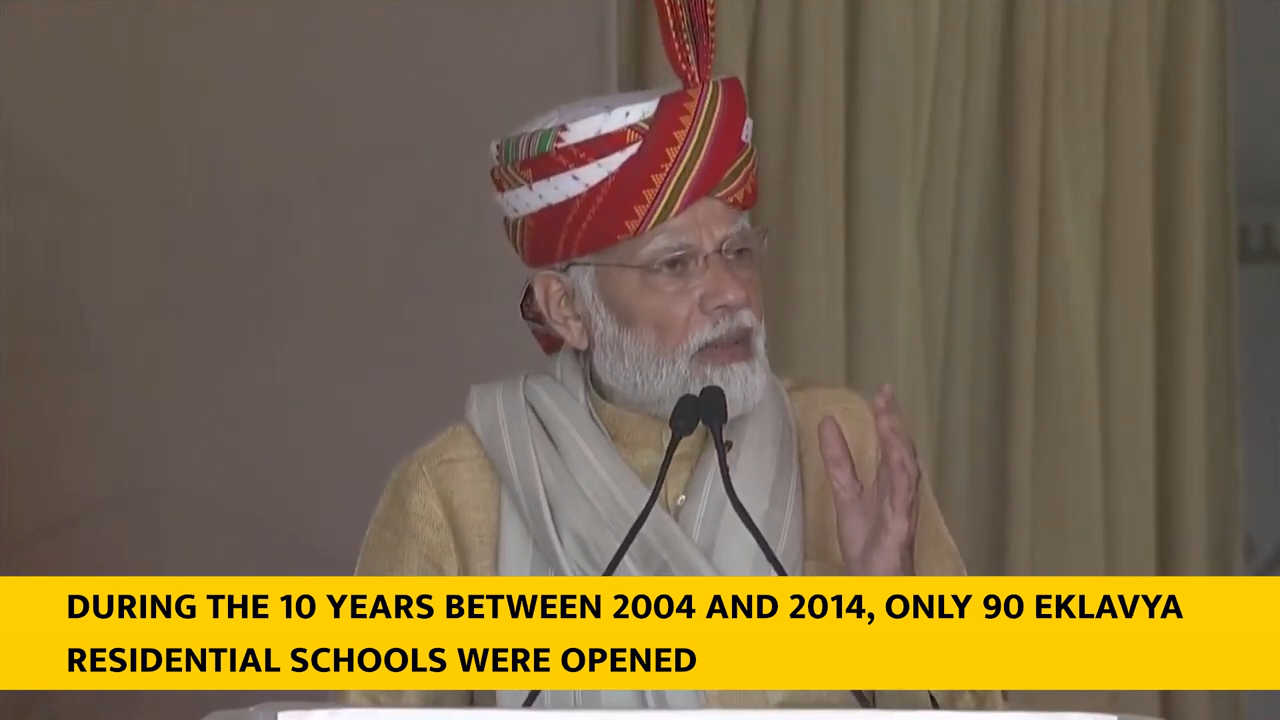 DURING THE 10 YEARS BETWEEN 2004 AND 2014, ONLY 90 EKLAVYA
RESIDENTIAL SCHOOLS WERE OPENED